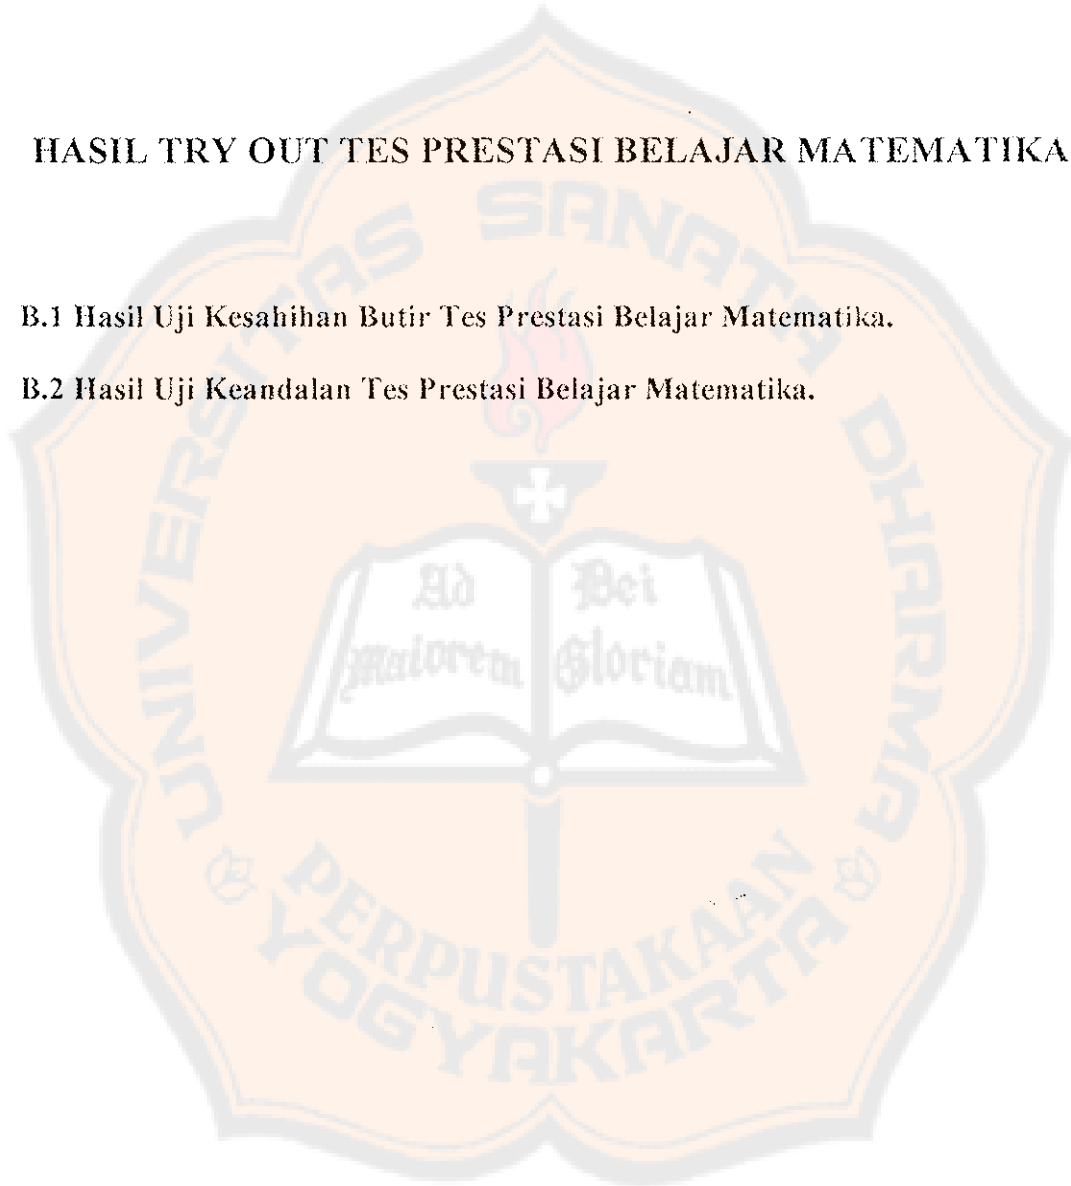 HASIL TRY OUT TES PRESTASI BELAJAR MATEMATIKA
B.1 Hasil Uji Kesahihan Butir Tes Prestasi Belajar Matematika.
B.2 Hasil Uji Keandalan Tes Prestasi Belajar Matematika.
UNIVERSITAS SANATA DHARMA
Ad Dei
Maiorem Gloriam
PERPUSTAKAAN
YOGYAKARTA